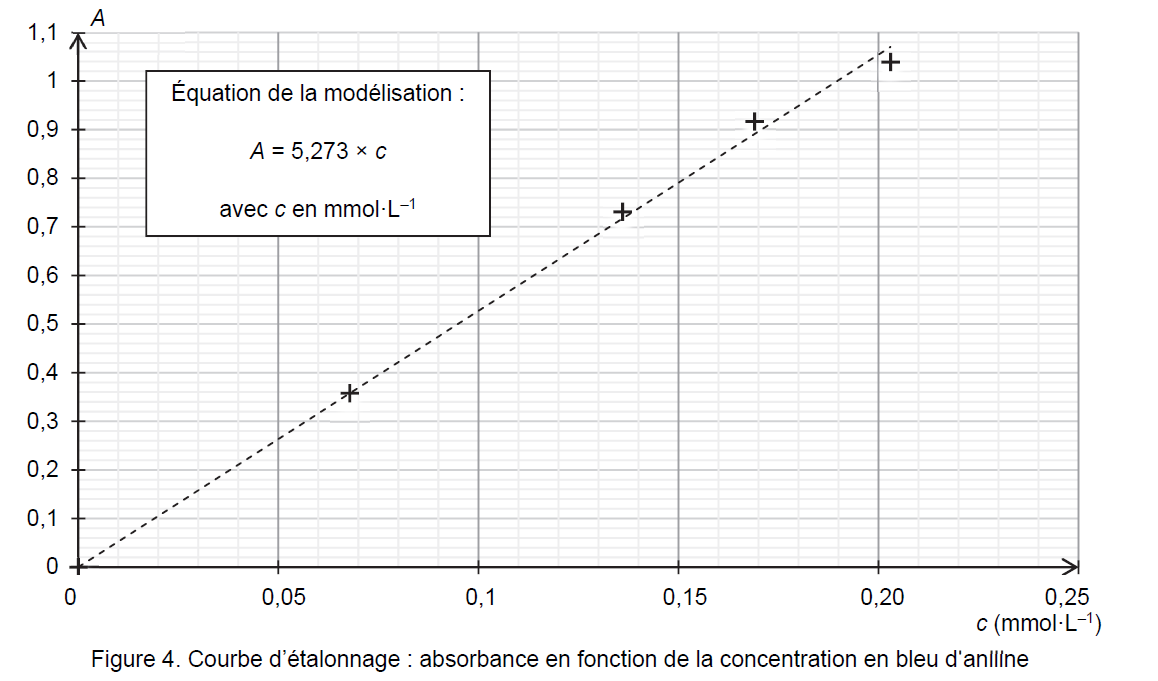 A
1,1
1
0,9
0,8
0,7
0,6
0,5
0,4
0,3
0,2
0,1
0
Équation de la modélisation :
A = 5,273 × c
avec c en mmol·L⁻¹
0 0,05 0,1 0,15 0,20 0,25
c (mmol·L⁻¹)
Figure 4. Courbe d’étalonnage : absorbance en fonction de la concentration en bleu d'aniline